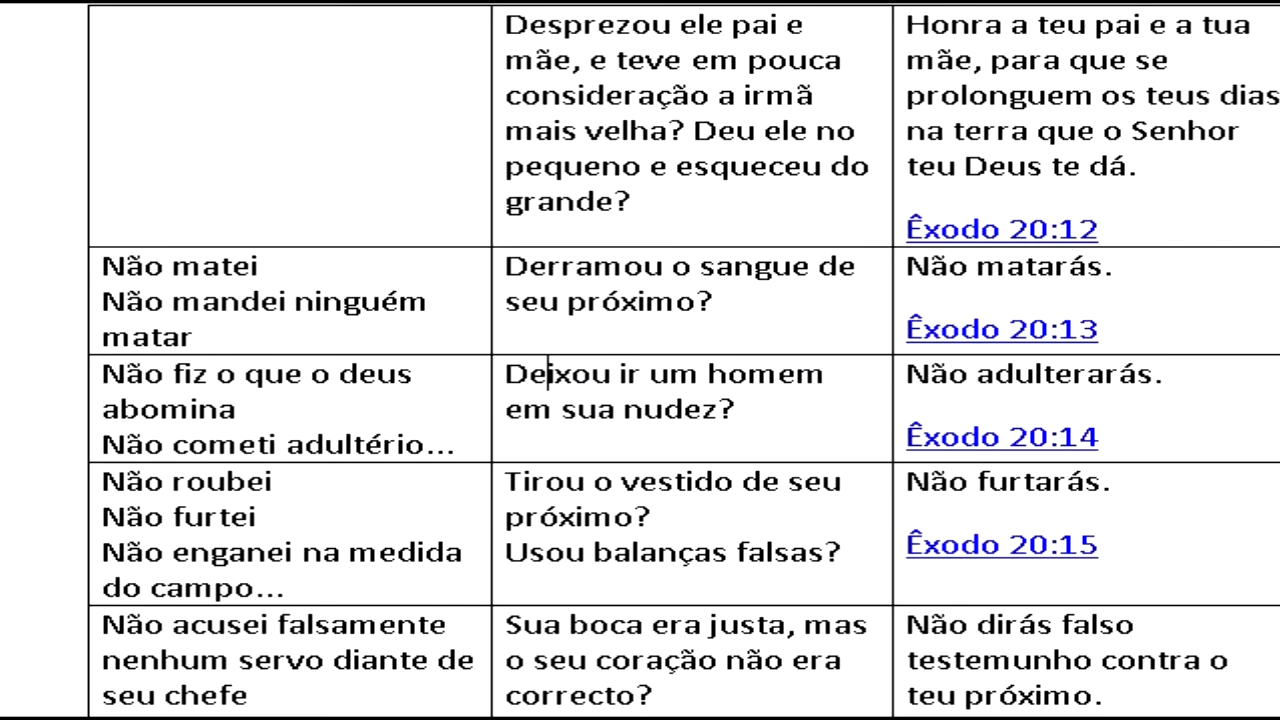 Desprezou ele pai e
mãe, e teve em pouca
consideração a irmã
mais velha? Deu ele no
pequeno e esqueceu do
grande?
Honra a teu pai e a tua
mãe, para que se
prolonguem os teus dias
na terra que o Senhor
teu Deus te dá.
Êxodo 20:12
Não matei
Não mandei ninguém
matar
Derramou o sangue de
seu próximo?
Não matarás.
Êxodo 20:13
Não fiz o que o deus
abomina
Não cometi adultério...
Deixou ir um homem
em sua nudez?
Não adulterarás.
Êxodo 20:14
Não roubei
Não furtei
Não enganei na medida
do campo...
Tirou o vestido de seu
próximo?
Usou balanças falsas?
Não furtarás.
Êxodo 20:15
Não acusei falsamente
nenhum servo diante de
seu chefe
Sua boca era justa, mas
o seu coração não era
correcto?
Não dirás falso
testemunho contra o
teu próximo.